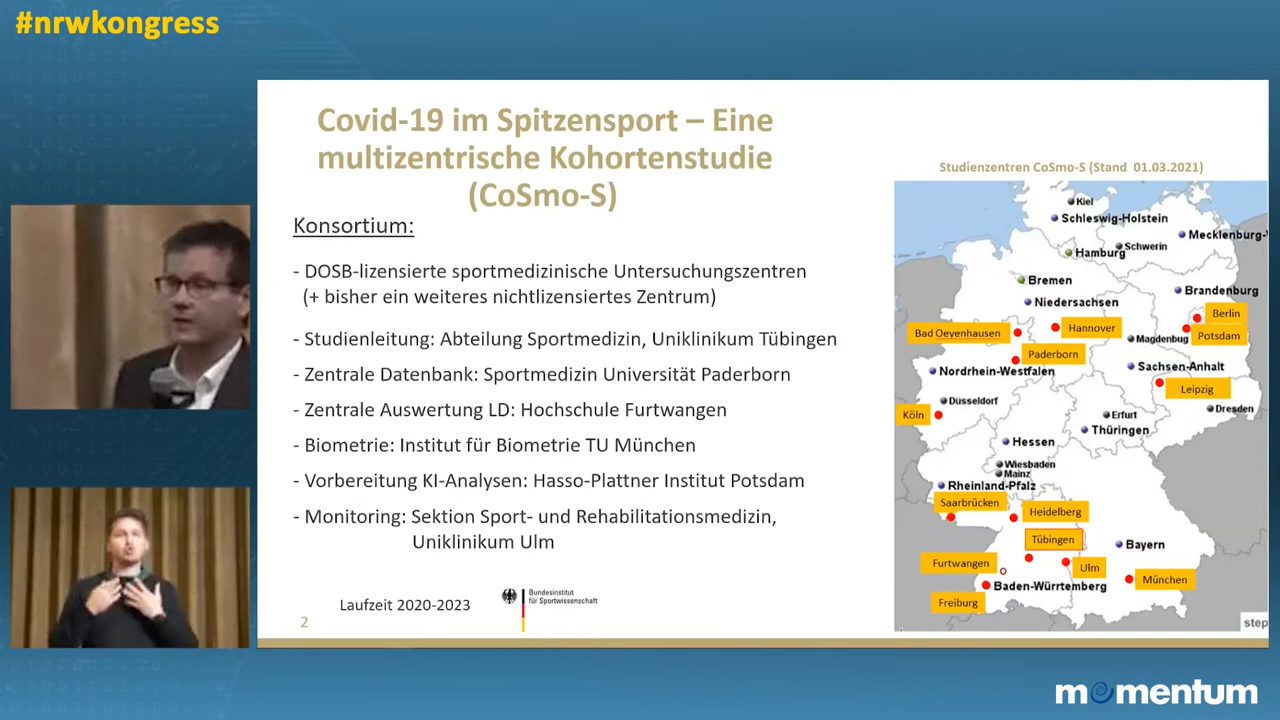 #nrwkongress
Covid-19 im Spitzensport – Eine
multizentrische Kohortenstudie
(CoSmo-S)
Konsortium:
- DOSB-lizensierte sportmedizinische Untersuchungszentren
(+ bisher ein weiteres nichtlizensiertes Zentrum)
- Studienleitung: Abteilung Sportmedizin, Uniklinikum Tübingen
- Zentrale Datenbank: Sportmedizin Universität Paderborn
- Zentrale Auswertung LD: Hochschule Furtwangen
- Biometrie: Institut für Biometrie TU München
- Vorbereitung KI-Analysen: Hasso-Plattner Institut Potsdam
- Monitoring: Sektion Sport- und Rehabilitationsmedizin,
Uniklinikum Ulm
Laufzeit 2020-2023
Bundesinstitut
für Sportwissenschaft
2
Studienzentren CoSmo-S (Stand 01.03.2021)
Kiel
Schleswig-Holstein
Mecklenburg-V
Schwerin
Hamburg
Bremen
Brandenburg
Niedersachsen
Berlin
Hannover
Bad Oeyenhausen
Potsdam
Magdenbug
Paderborn
Sachsen-Anhalt
Nordrhein-Westfalen
Leipzig
Düsseldorf
Dresden
Köln
Erfurt
Thüringen
Hessen
Wiesbaden
Mainz
Rheinland-Pfalz
Saarbrücken
Heidelberg
Tübingen
Bayern
Furtwangen
Ulm
München
Baden-Würrtemberg
Freiburg
step
momentum